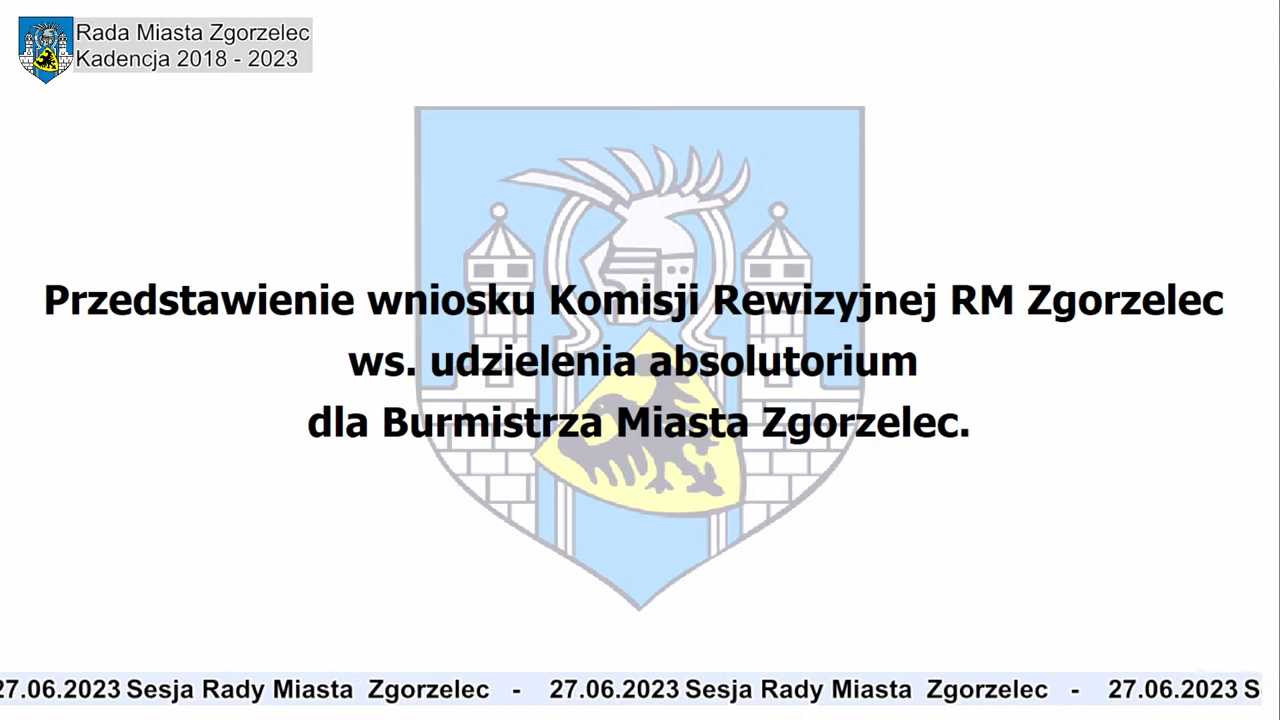 Rada Miasta Zgorzelec
Kadencja 2018 - 2023
Przedstawienie wniosku Komisji Rewizyjnej RM Zgorzelec
ws. udzielenia absolutorium
dla Burmistrza Miasta Zgorzelec.
27.06.2023 Sesja Rady Miasta Zgorzelec - 27.06.2023 Sesja Rady Miasta Zgorzelec - 27.06.2023 S